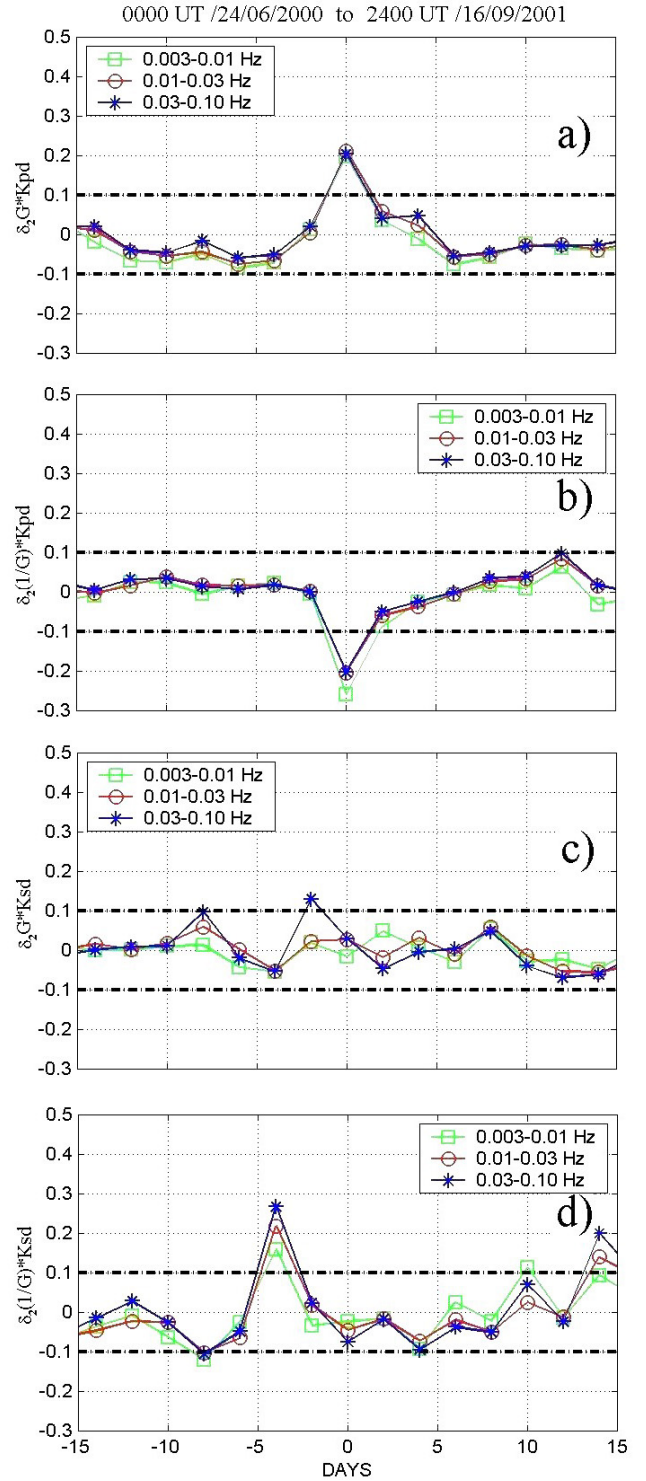 0000 UT /24/06/2000 to 2400 UT /16/09/2001
0.5
0.4
0.3
0.2
0.1
0
-0.1
-0.2
-0.3
δ₂G*Kpd
0.003-0.01 Hz
0.01-0.03 Hz
0.03-0.10 Hz
a)
0.5
0.4
0.3
0.2
0.1
0
-0.1
-0.2
-0.3
δ₂(1/G)*Kpd
0.003-0.01 Hz
0.01-0.03 Hz
0.03-0.10 Hz
b)
0.5
0.4
0.3
0.2
0.1
0
-0.1
-0.2
-0.3
δ₂G*Ksd
0.003-0.01 Hz
0.01-0.03 Hz
0.03-0.10 Hz
c)
0.5
0.4
0.3
0.2
0.1
0
-0.1
-0.2
-0.3
δ₂(1/G)*Ksd
0.003-0.01 Hz
0.01-0.03 Hz
0.03-0.10 Hz
d)
-15 -10 -5 0 5 10 15
DAYS